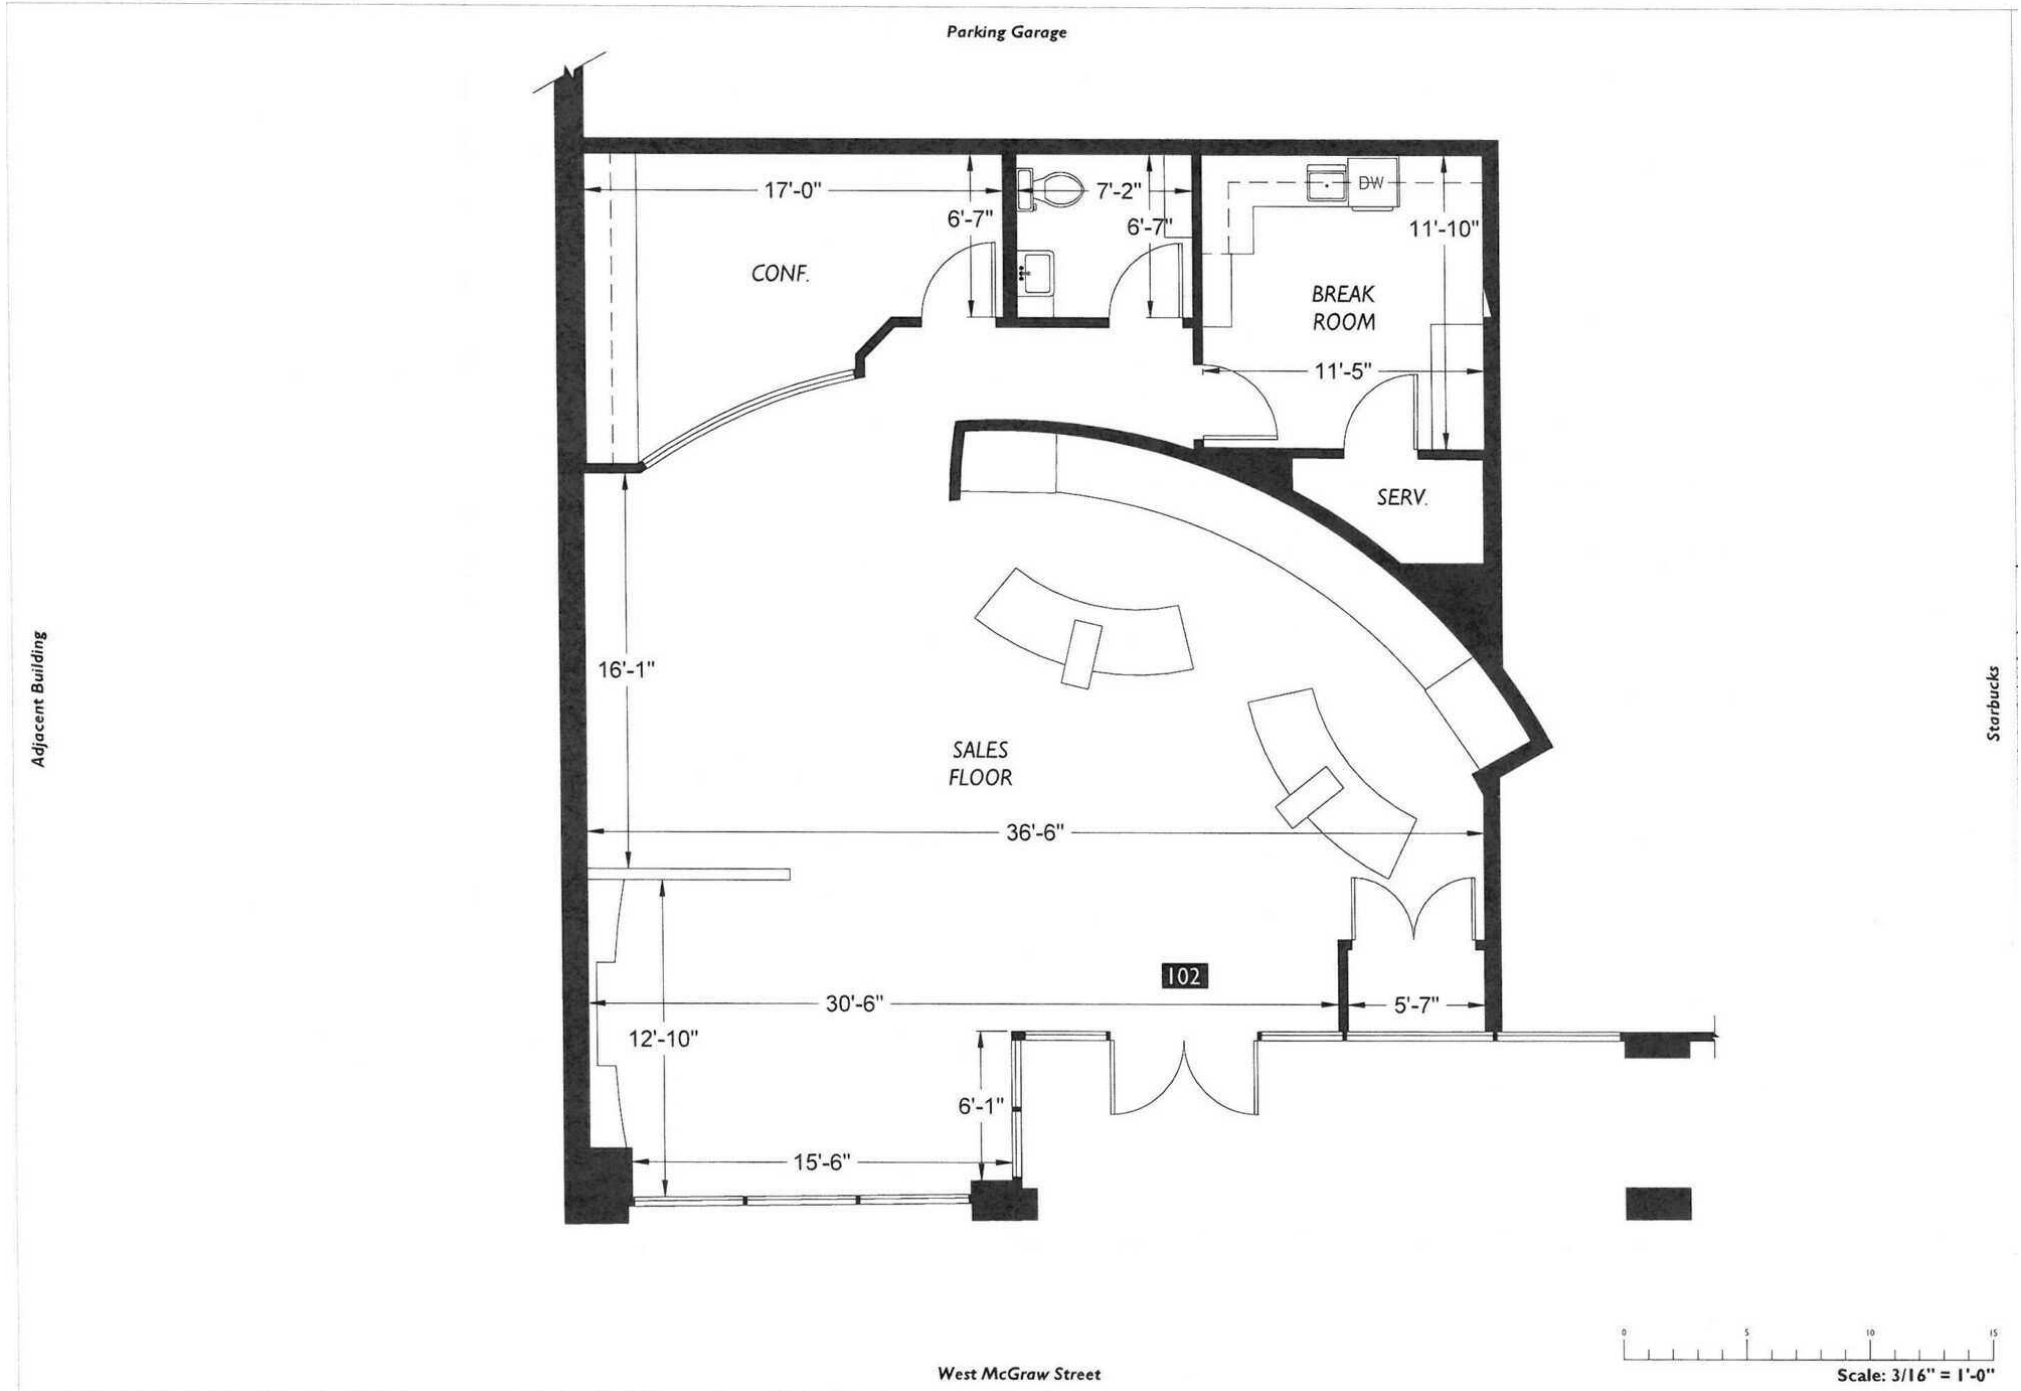 Parking Garage
17'-0"
7'-2"
DW
6'-7"
6'-7"
11'-10"
CONF.
BREAK
ROOM
11'-5"
SERV.
16'-1"
Adjacent Building
Starbucks
SALES
FLOOR
36'-6"
102
30'-6"
5'-7"
12'-10"
6'-1"
15'-6"
0 5 10 15
West McGraw Street
Scale: 3/16" = 1'-0"